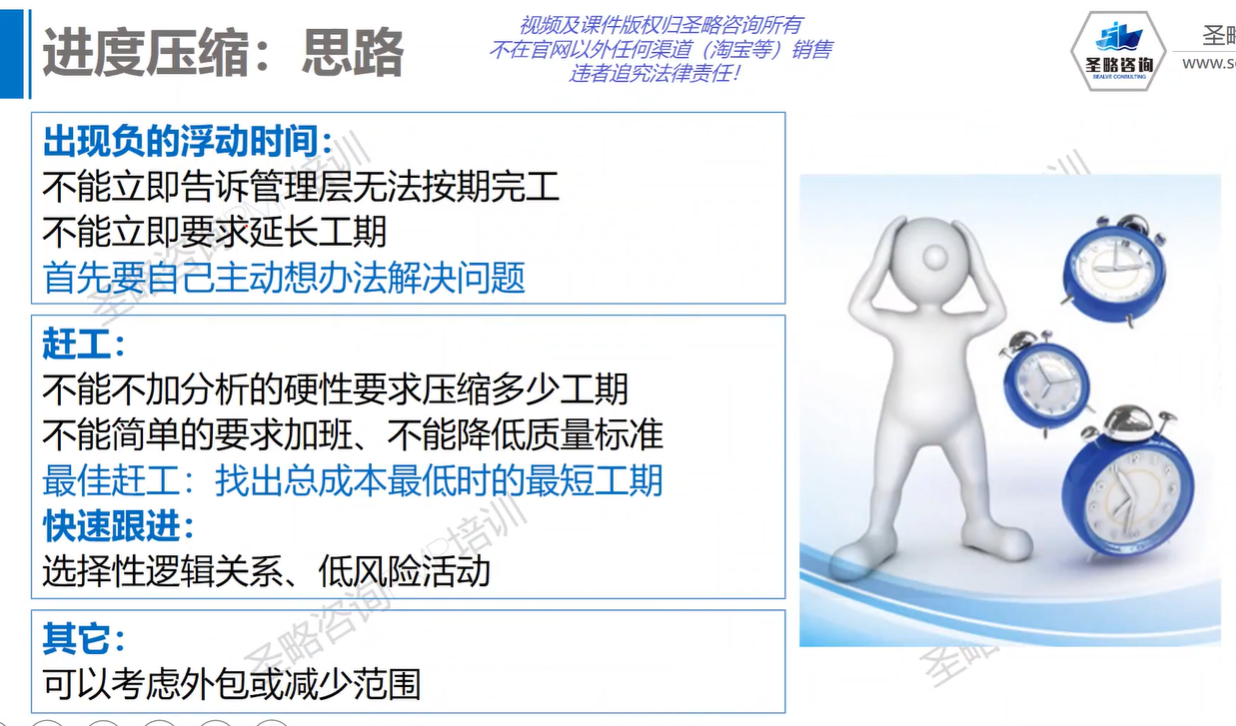 进度压缩：思路
视频及课件版权归圣略咨询所有
不在官网以外任何渠道（淘宝等）销售
违者追究法律责任！
圣略咨询
SEALVE CONSULTING
圣略
www.s
出现负的浮动时间：
不能立即告诉管理层无法按期完工
不能立即要求延长工期
首先要自己主动想办法解决问题
赶工：
不能不加分析的硬性要求压缩多少工期
不能简单的要求加班、不能降低质量标准
最佳赶工：找出总成本最低时的最短工期
快速跟进：
选择性逻辑关系、低风险活动
其它：
可以考虑外包或减少范围